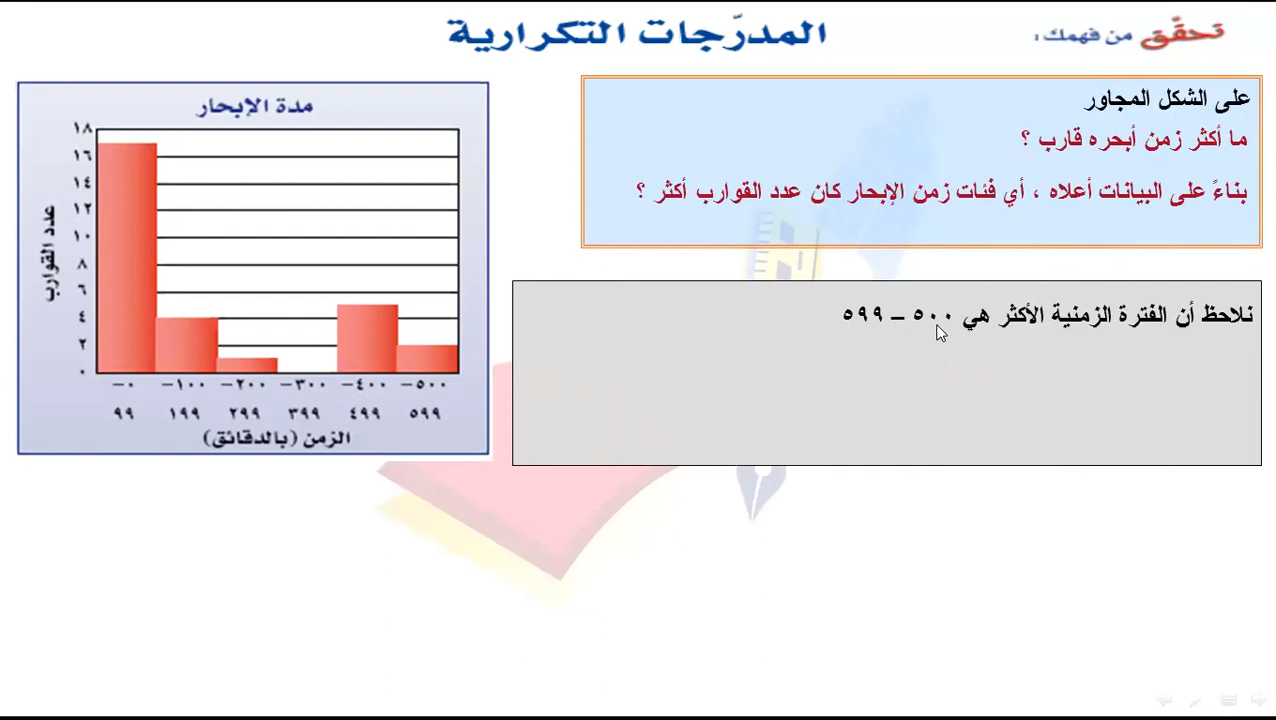 تحقّق من فهمك:
المدرّجات التكرارية
على الشكل المجاور
ما أكثر زمن أبحره قارب ؟
بناءً على البيانات أعلاه ، أي فئات زمن الإبحار كان عدد القوارب أكثر ؟
نلاحظ أن الفترة الزمنية الأكثر هي ٥٠٠ – ٥٩٩
مدة الإبحار
عدد القوارب
١٨
١٦
١٤
١٢
١٠
٨
٦
٤
٢
٠
٠– ١٠٠– ٢٠٠– ٣٠٠– ٤٠٠– ٥٠٠–
٩٩ ١٩٩ ٢٩٩ ٣٩٩ ٤٩٩ ٥٩٩
الزمن (بالدقائق)